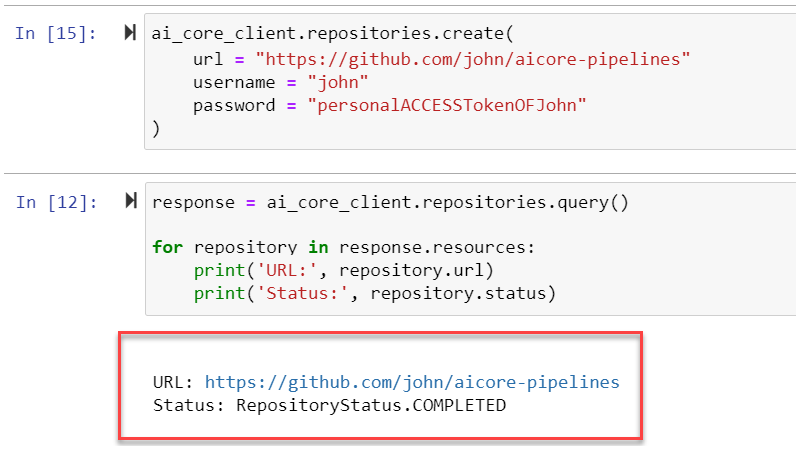 In [15]: ai_core_client.repositories.create(
url = "https://github.com/john/aicore-pipelines"
username = "john"
password = "personalACCESSTokenOFJohn"
)
In [12]: response = ai_core_client.repositories.query()
for repository in response.resources:
print('URL:', repository.url)
print('Status:', repository.status)
URL: https://github.com/john/aicore-pipelines
Status: RepositoryStatus.COMPLETED